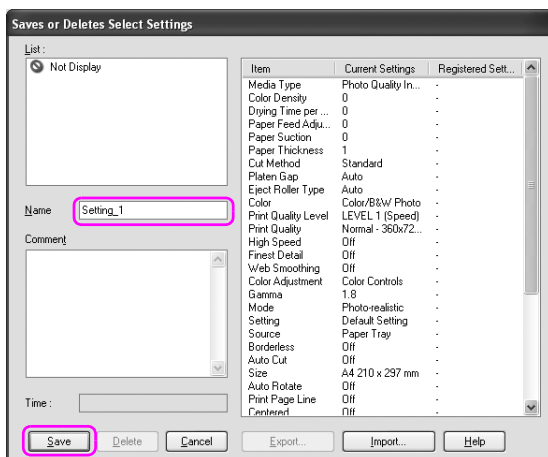 Saves or Deletes Select Settings
List :
Not Display
Name Setting_1
Comment
Time :
Item Current Settings Registered Sett...
Media Type Photo Quality In... -
Color Density 0 -
Drying Time per ... 0 -
Paper Feed Adju... 0 -
Paper Suction 0 -
Paper Thickness 1 -
Cut Method Standard -
Platen Gap Auto -
Eject Roller Type Auto -
Color Color/B&W Photo -
Print Quality Level LEVEL 1 (Speed) -
Print Quality Normal - 360x72... -
High Speed Off -
Finest Detail Off -
Web Smoothing Off -
Color Adjustment Color Controls -
Gamma 1.8 -
Mode Photo-realistic -
Setting Default Setting -
Source Paper Tray -
Borderless Off -
Auto Cut Off -
Size A4 210 x 297 mm -
Auto Rotate Off -
Print Page Line Off -
Centered Off -
Save Delete Cancel Export... Import... Help